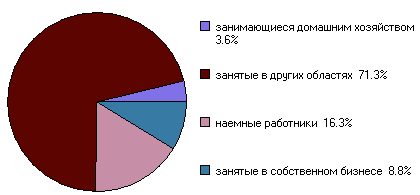 занимающиеся домашним хозяйством
3.6%
занятые в других областях 71.3%
наемные работники 16.3%
занятые в собственном бизнесе 8.8%